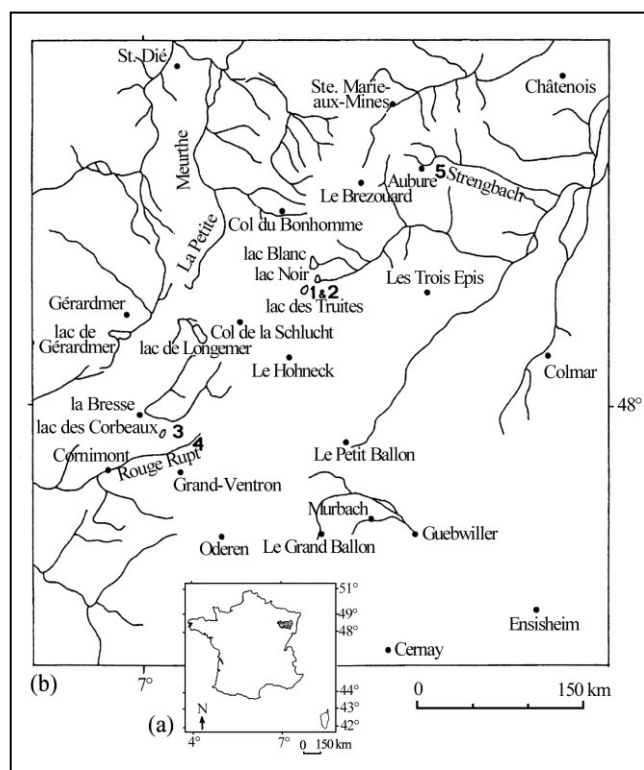 St. Dié
Ste. Marie-
aux-Mines
Châtenois
Meurthe
La Petite
Aubure
5 Strengbach
Le Brezouard
Col du Bonhomme
lac Blanc
lac Noir
1&2
lac des Truites
Les Trois Epis
Gérardmer
lac de
Gérardmer
Col de la Schlucht
lac de Longemer
Le Hohneck
Colmar
48°
la Bresse
lac des Corbeaux 3
4
Cornimont
Rouge Rupt
Grand-Ventron
Le Petit Ballon
Murbach
Oderen
Le Grand Ballon
Guebwiller
Ensisheim
Cernay
51°
49°
48°
44°
43°
42°
(b)
7°
(a)
N
4°
7°
0 150 km
0
150 km